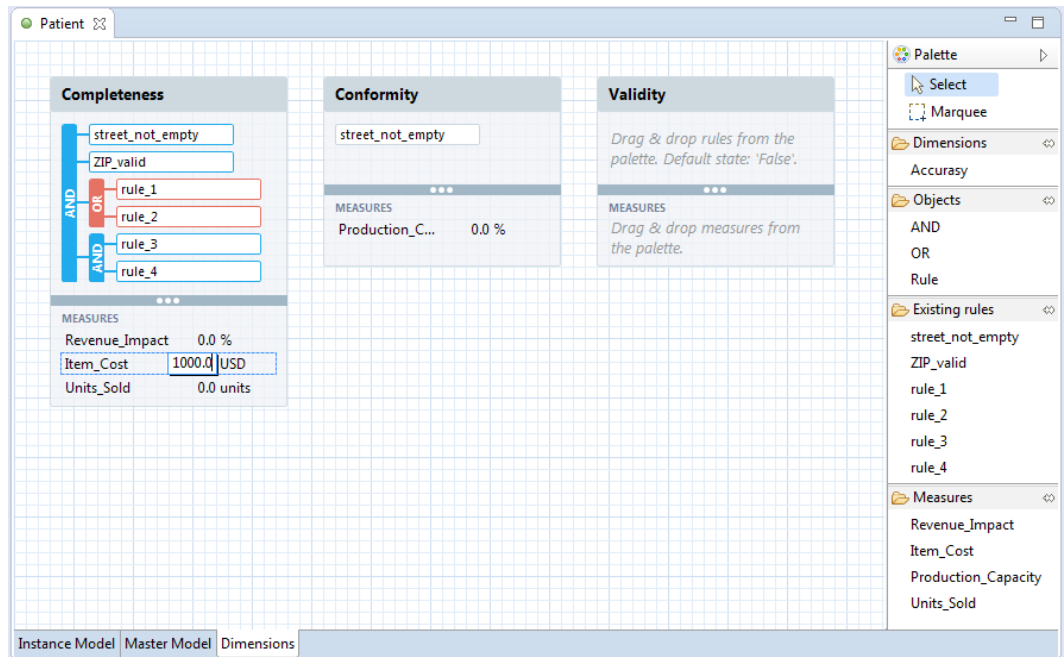 Patient
Completeness
AND
street_not_empty
ZIP_valid
OR
rule_1
rule_2
AND
rule_3
rule_4
MEASURES
Revenue_Impact 0.0 %
Item_Cost 1000.0 USD
Units_Sold 0.0 units
Conformity
street_not_empty
MEASURES
Production_C... 0.0 %
Validity
Drag & drop rules from the
palette. Default state: 'False'.
MEASURES
Drag & drop measures from
the palette.
Palette
Select
Marquee
Dimensions
Accurasy
Objects
AND
OR
Rule
Existing rules
street_not_empty
ZIP_valid
rule_1
rule_2
rule_3
rule_4
Measures
Revenue_Impact
Item_Cost
Production_Capacity
Units_Sold
Instance Model Master Model Dimensions